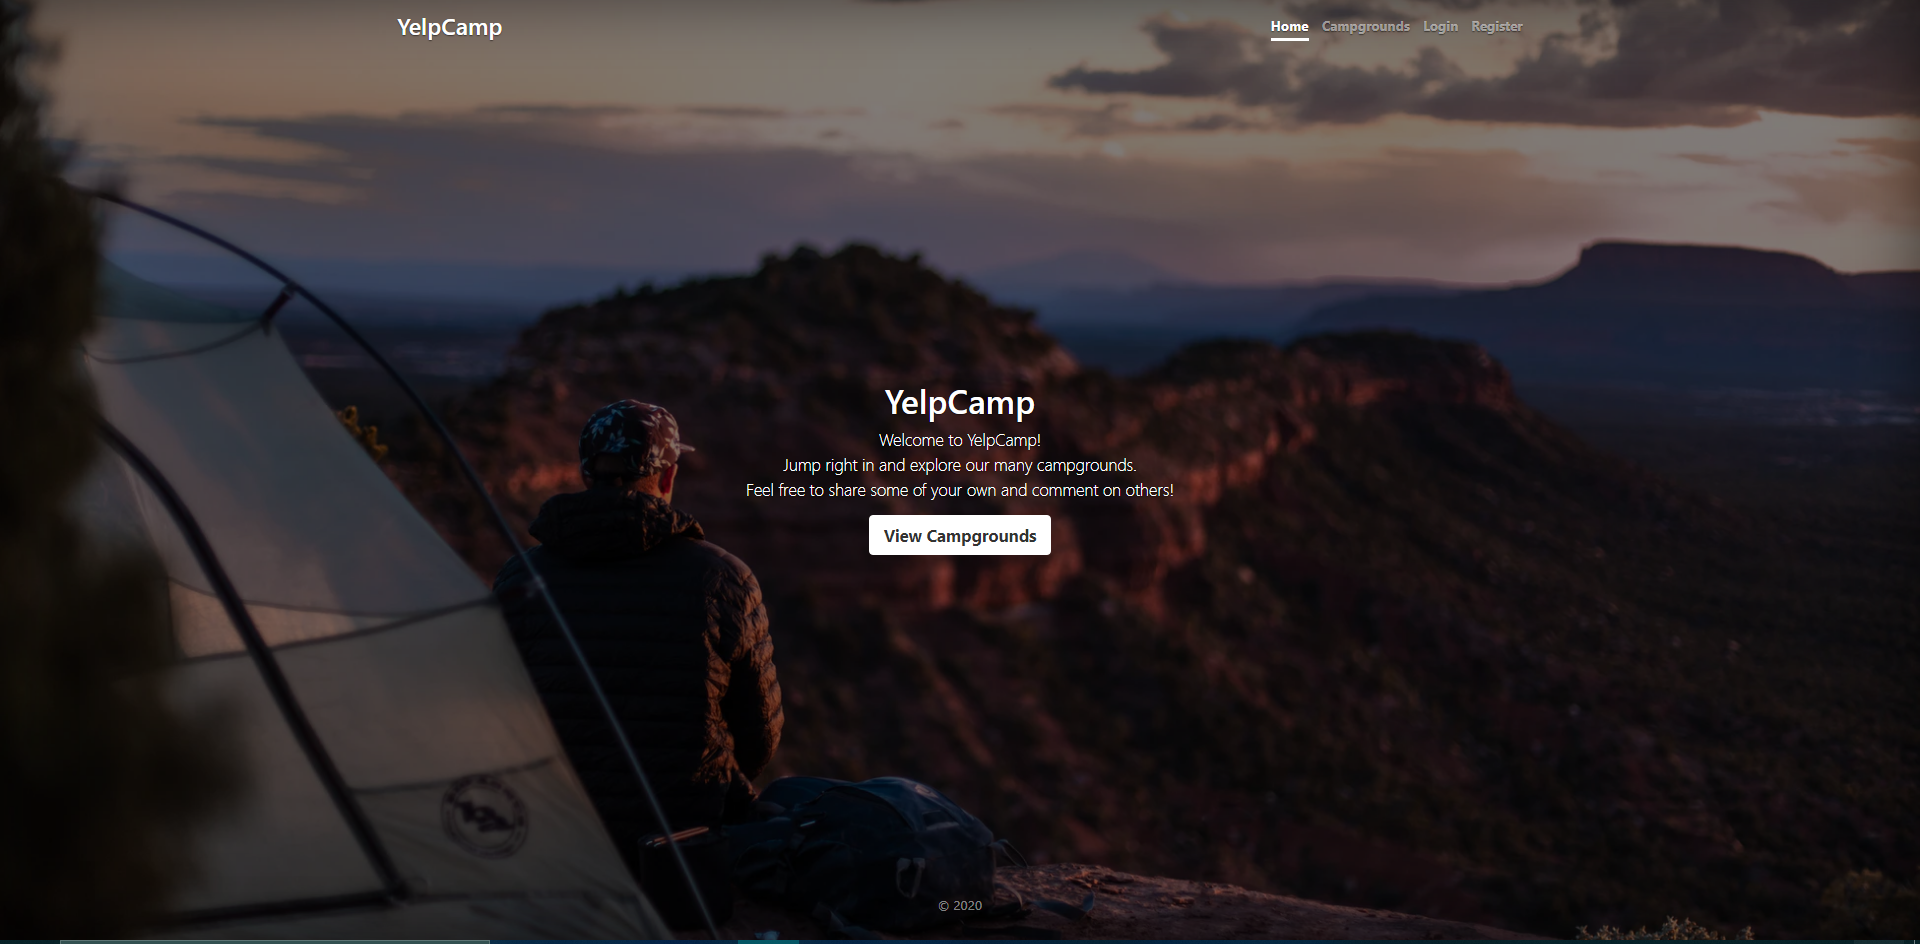 YelpCamp
Home Campgrounds Login Register
YelpCamp
Welcome to YelpCamp!
Jump right in and explore our many campgrounds.
Feel free to share some of your own and comment on others!
View Campgrounds
© 2020